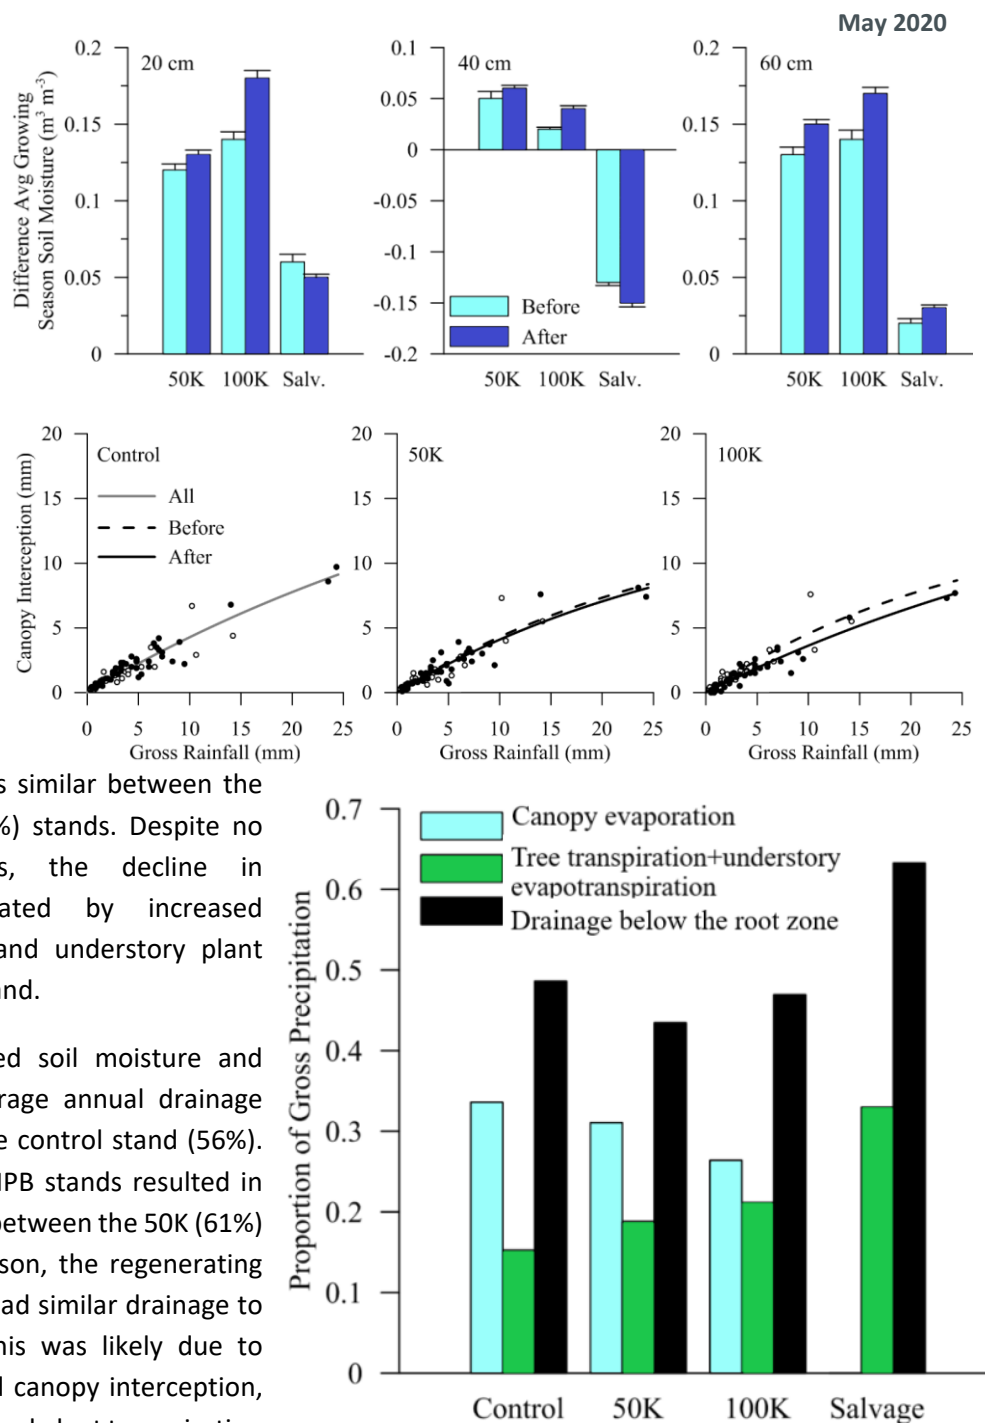 May 2020
Difference Avg Growing
Season Soil Moisture (m³ m⁻³)
0.2
0.15
0.1
0.05
0
20 cm
50K 100K Salv.
0.1
0.05
0
-0.05
-0.1
-0.15
-0.2
40 cm
Before
After
50K 100K Salv.
0.2
0.15
0.1
0.05
0
60 cm
50K 100K Salv.
Canopy Interception (mm)
20
15
10
5
0
Control
All
Before
After
0 5 10 15 20 25
Gross Rainfall (mm)
20
15
10
5
0
50K
0 5 10 15 20 25
Gross Rainfall (mm)
20
15
10
5
0
100K
0 5 10 15 20 25
Gross Rainfall (mm)
s similar between the
%) stands. Despite no
s, the decline in
ated by increased
and understory plant
and.
ed soil moisture and
rage annual drainage
e control stand (56%).
IPB stands resulted in
between the 50K (61%)
son, the regenerating
ad similar drainage to
his was likely due to
l canopy interception,
Proportion of Gross Precipitation
0.7
0.6
0.5
0.4
0.3
0.2
0.1
0
Canopy evaporation
Tree transpiration+understory
evapotranspiration
Drainage below the root zone
Control 50K 100K Salvage